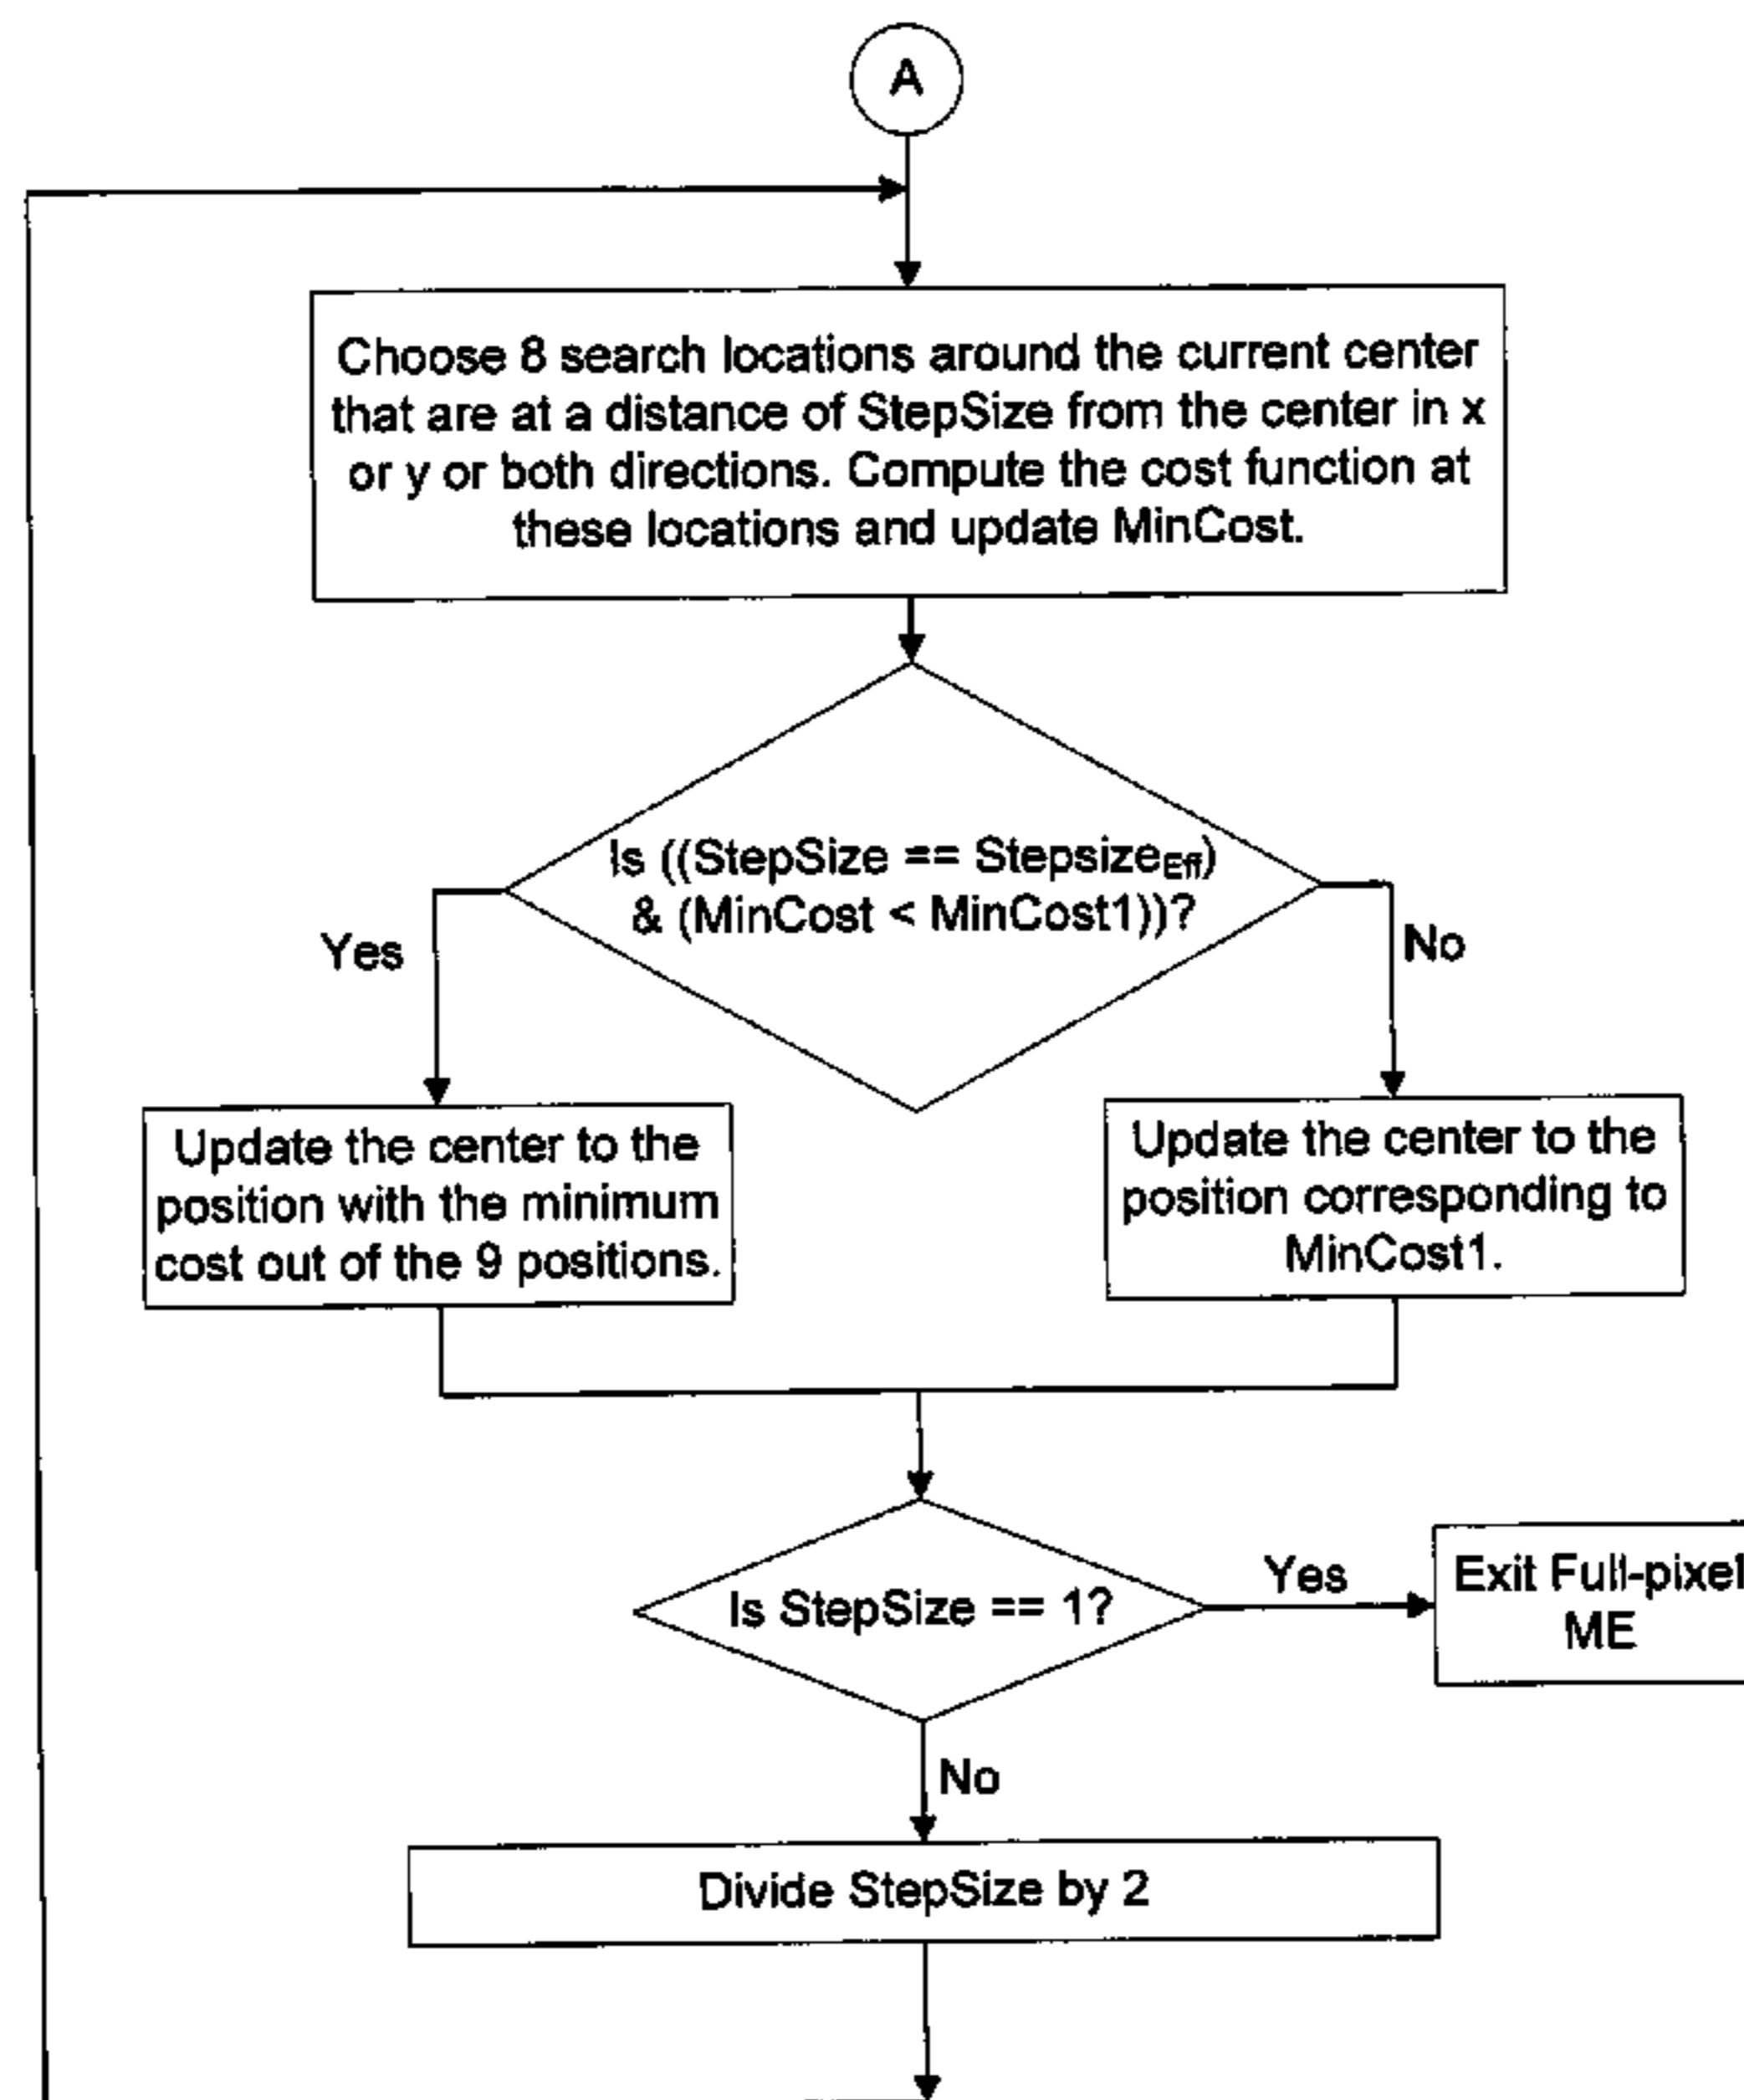 A
Choose 8 search locations around the current center
that are at a distance of StepSize from the center in x
or y or both directions. Compute the cost function at
these locations and update MinCost.
Is ((StepSize == Stepsize_Eff)
& (MinCost < MinCost1))?
Yes
No
Update the center to the
position with the minimum
cost out of the 9 positions.
Update the center to the
position corresponding to
MinCost1.
Is StepSize == 1?
Yes
Exit Full-pixel
ME
No
Divide StepSize by 2